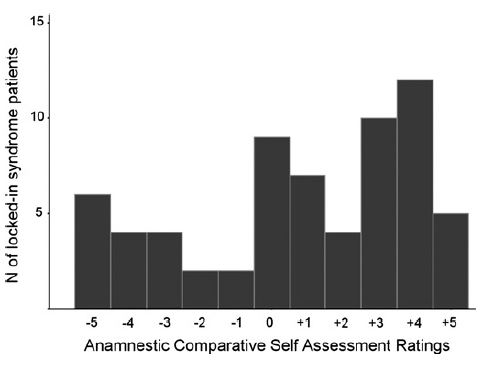 15
10
5
N of locked-in syndrome patients
-5 -4 -3 -2 -1 0 +1 +2 +3 +4 +5
Anamnestic Comparative Self Assessment Ratings